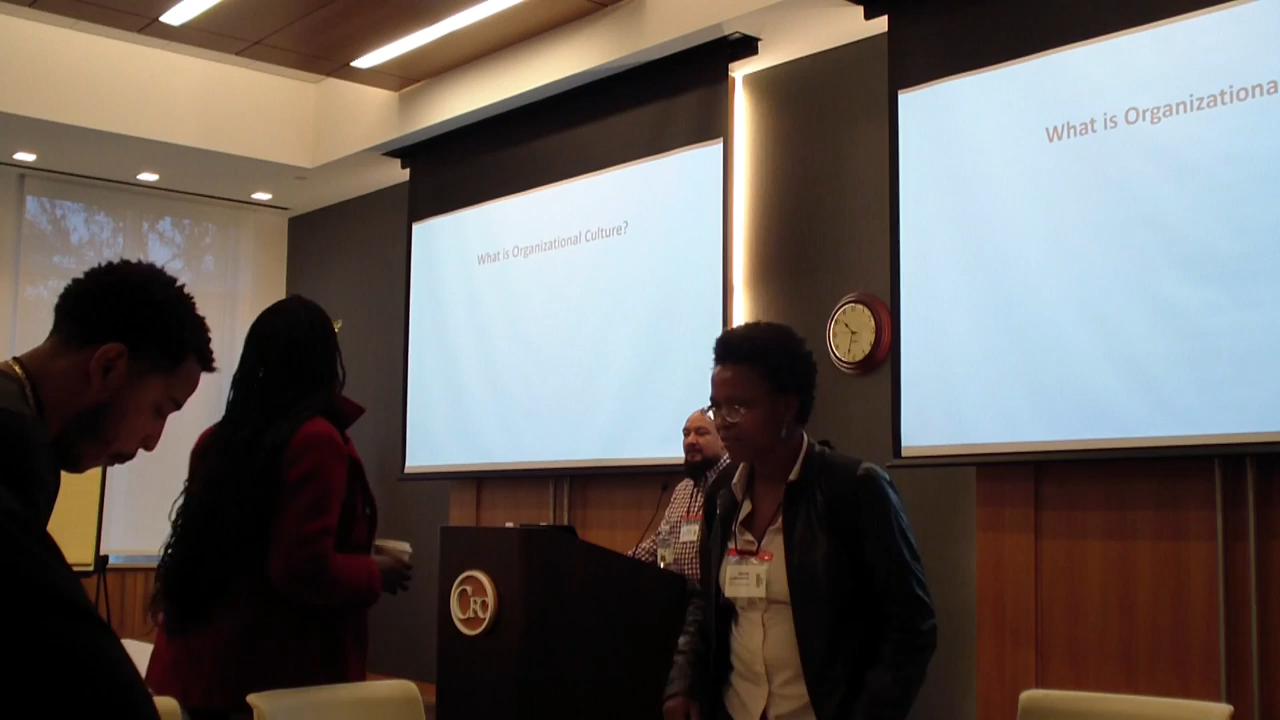 What is Organizational Culture?
What is Organizationa
CFC